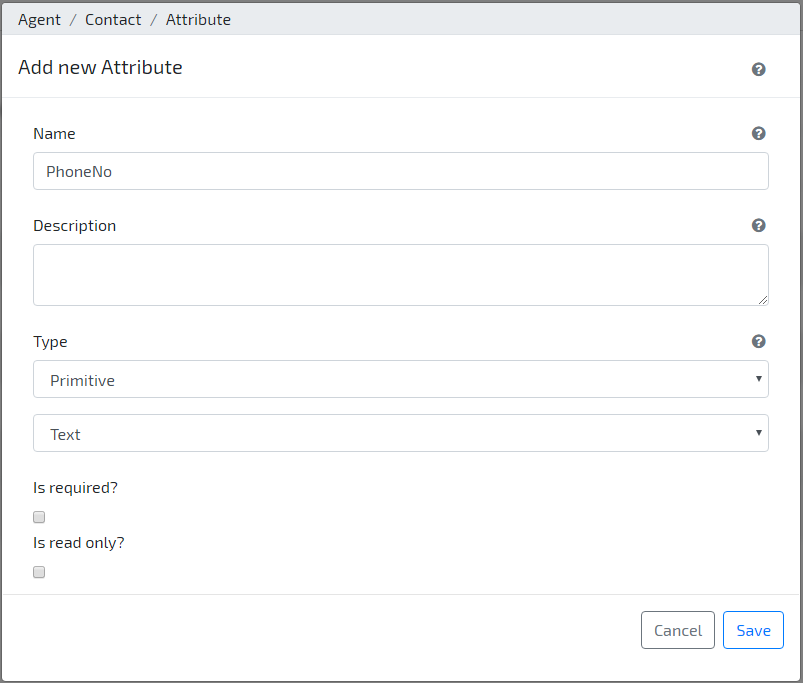 Agent / Contact / Attribute
Add new Attribute
Name
PhoneNo
Description
Type
Primitive
Text
Is required?
Is read only?
Cancel Save